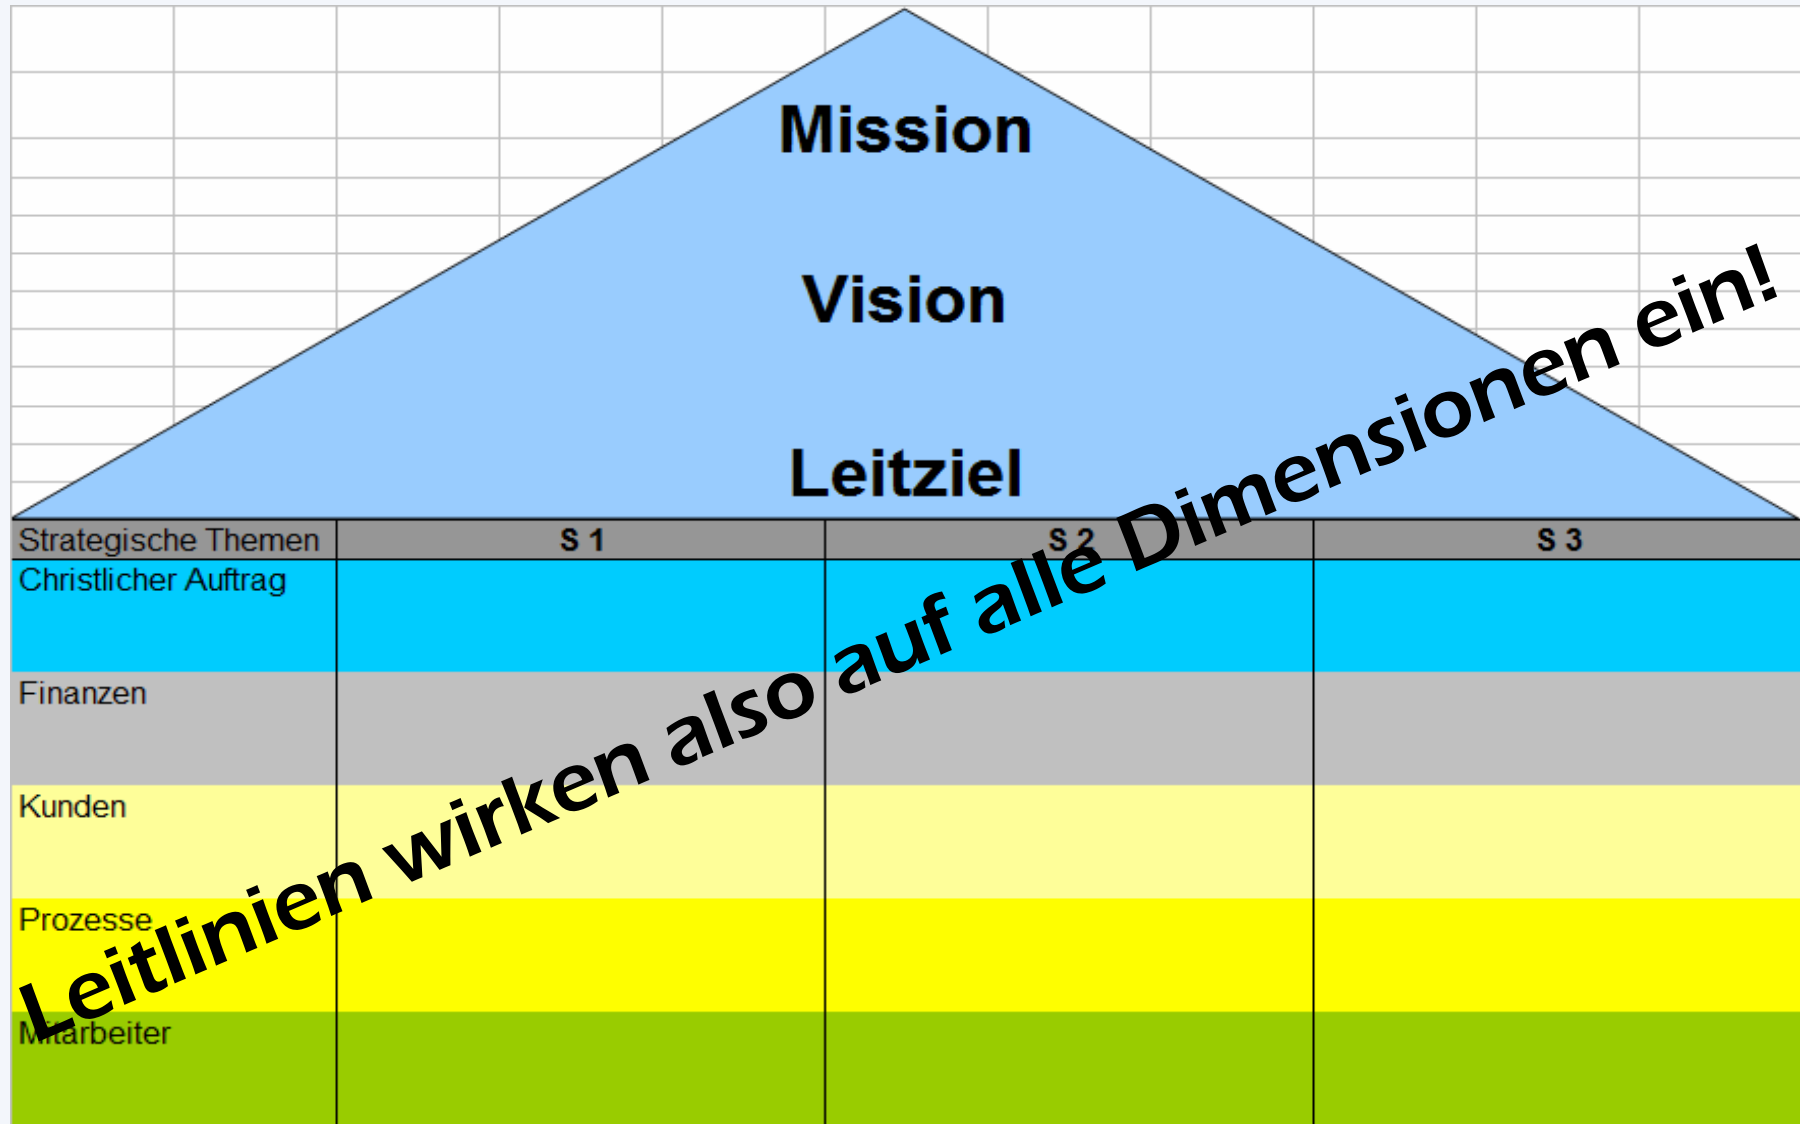 Mission
Vision
Leitziel
Strategische Themen S 1 S 2 S 3
Christlicher Auftrag
Finanzen
Kunden
Prozesse
Mitarbeiter
Leitlinien wirken also auf alle Dimensionen ein!